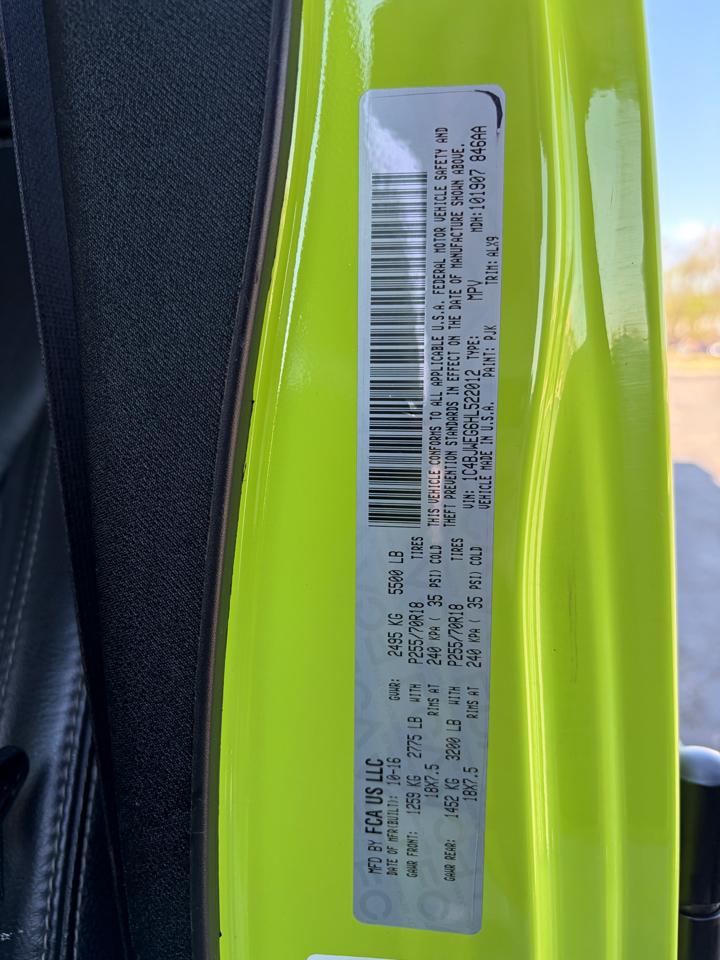 MFD BY FCA US LLC
DATE OF MFR(BUILT): 10-16 GVWR: 2495 KG 5500 LB
GAWR FRONT: 1259 KG 2775 LB WITH P255/70R18 TIRES
18X7.5 RIMS AT 240 KPA ( 35 PSI) COLD
GAWR REAR: 1452 KG 3200 LB WITH P255/70R18 TIRES
18X7.5 RIMS AT 240 KPA ( 35 PSI) COLD
THIS VEHICLE CONFORMS TO ALL APPLICABLE U.S.A. FEDERAL MOTOR VEHICLE SAFETY AND
THEFT PREVENTION STANDARDS IN EFFECT ON THE DATE OF MANUFACTURE SHOWN ABOVE.
VIN: 1C4BJWEG6HL522012 TYPE: MPV MDH:101907 846AA
VEHICLE MADE IN U.S.A. PAINT: PJK TRIM: ALX9